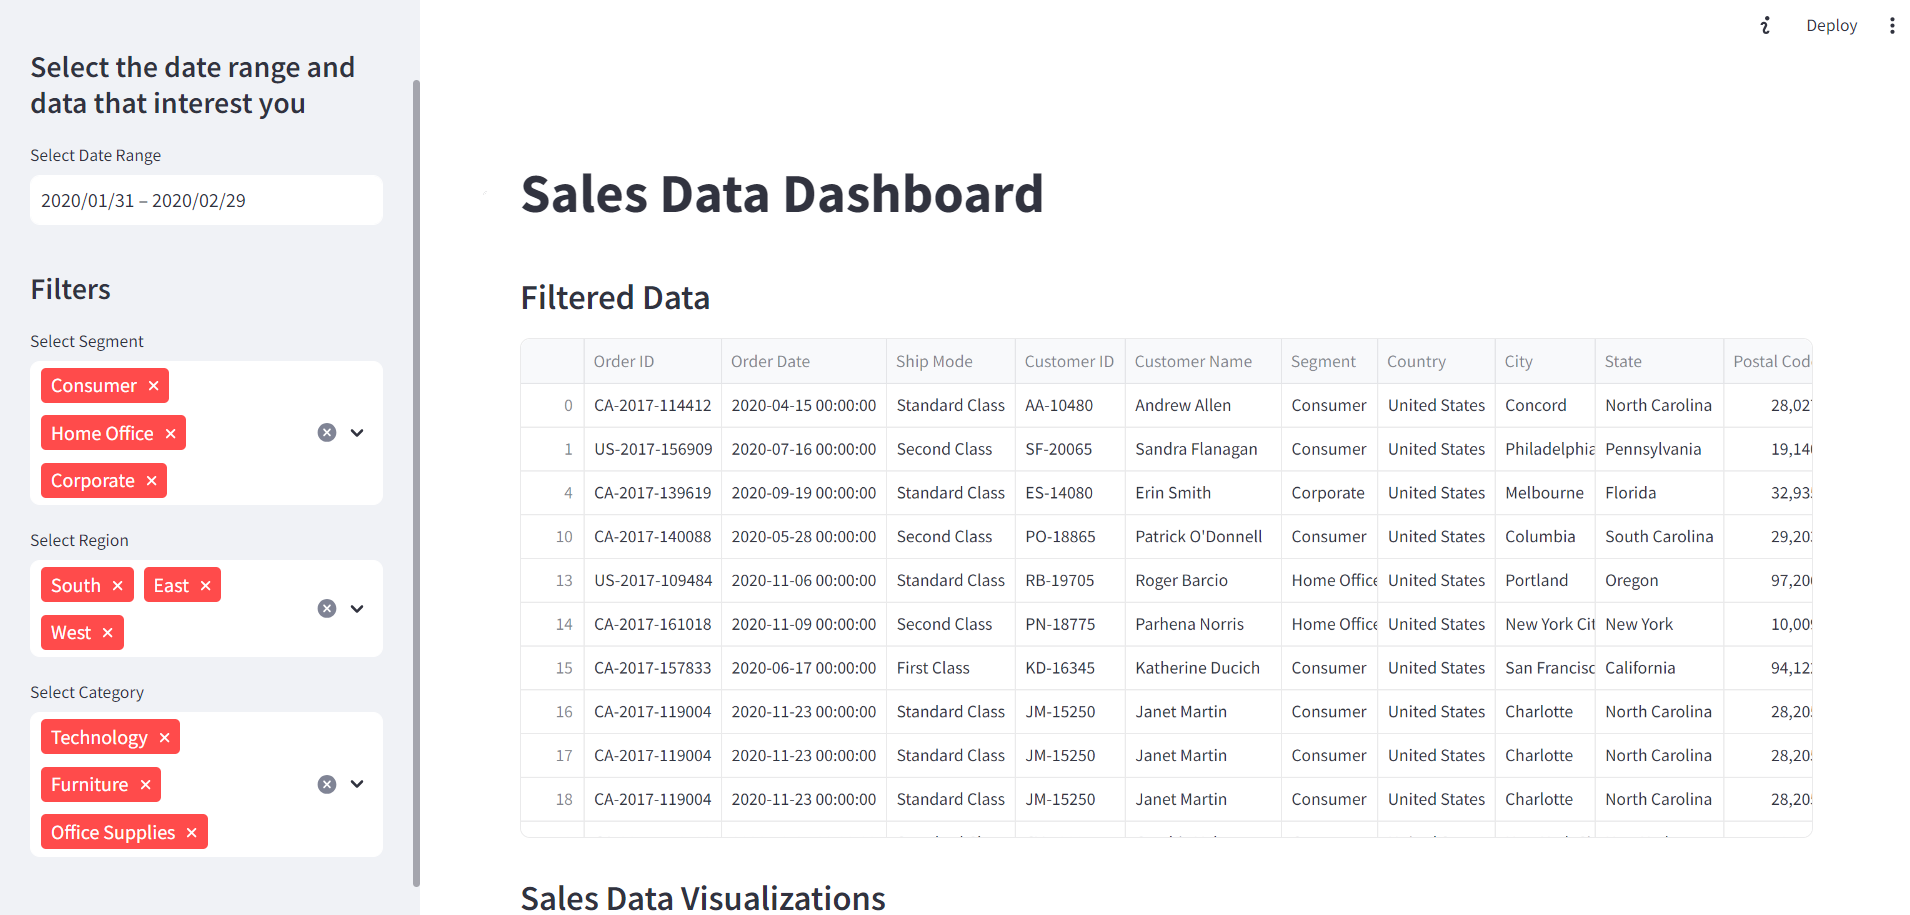 Deploy
Select the date range and
data that interest you
Select Date Range
2020/01/31 – 2020/02/29
Filters
Select Segment
Consumer
Home Office
Corporate
Select Region
South East
West
Select Category
Technology
Furniture
Office Supplies
Sales Data Dashboard
Filtered Data
Order ID Order Date Ship Mode Customer ID Customer Name Segment Country City State Postal Cod
0 CA-2017-114412 2020-04-15 00:00:00 Standard Class AA-10480 Andrew Allen Consumer United States Concord North Carolina 28,027
1 US-2017-156909 2020-07-16 00:00:00 Second Class SF-20065 Sandra Flanagan Consumer United States Philadelphia Pennsylvania 19,14
4 CA-2017-139619 2020-09-19 00:00:00 Standard Class ES-14080 Erin Smith Corporate United States Melbourne Florida 32,93
10 CA-2017-140088 2020-05-28 00:00:00 Second Class PO-18865 Patrick O'Donnell Consumer United States Columbia South Carolina 29,20
13 US-2017-109484 2020-11-06 00:00:00 Standard Class RB-19705 Roger Barcio Home Office United States Portland Oregon 97,20
14 CA-2017-161018 2020-11-09 00:00:00 Second Class PN-18775 Parhena Norris Home Office United States New York Cit New York 10,00
15 CA-2017-157833 2020-06-17 00:00:00 First Class KD-16345 Katherine Ducich Consumer United States San Francisc California 94,12
16 CA-2017-119004 2020-11-23 00:00:00 Standard Class JM-15250 Janet Martin Consumer United States Charlotte North Carolina 28,20
17 CA-2017-119004 2020-11-23 00:00:00 Standard Class JM-15250 Janet Martin Consumer United States Charlotte North Carolina 28,20
18 CA-2017-119004 2020-11-23 00:00:00 Standard Class JM-15250 Janet Martin Consumer United States Charlotte North Carolina 28,20
Sales Data Visualizations